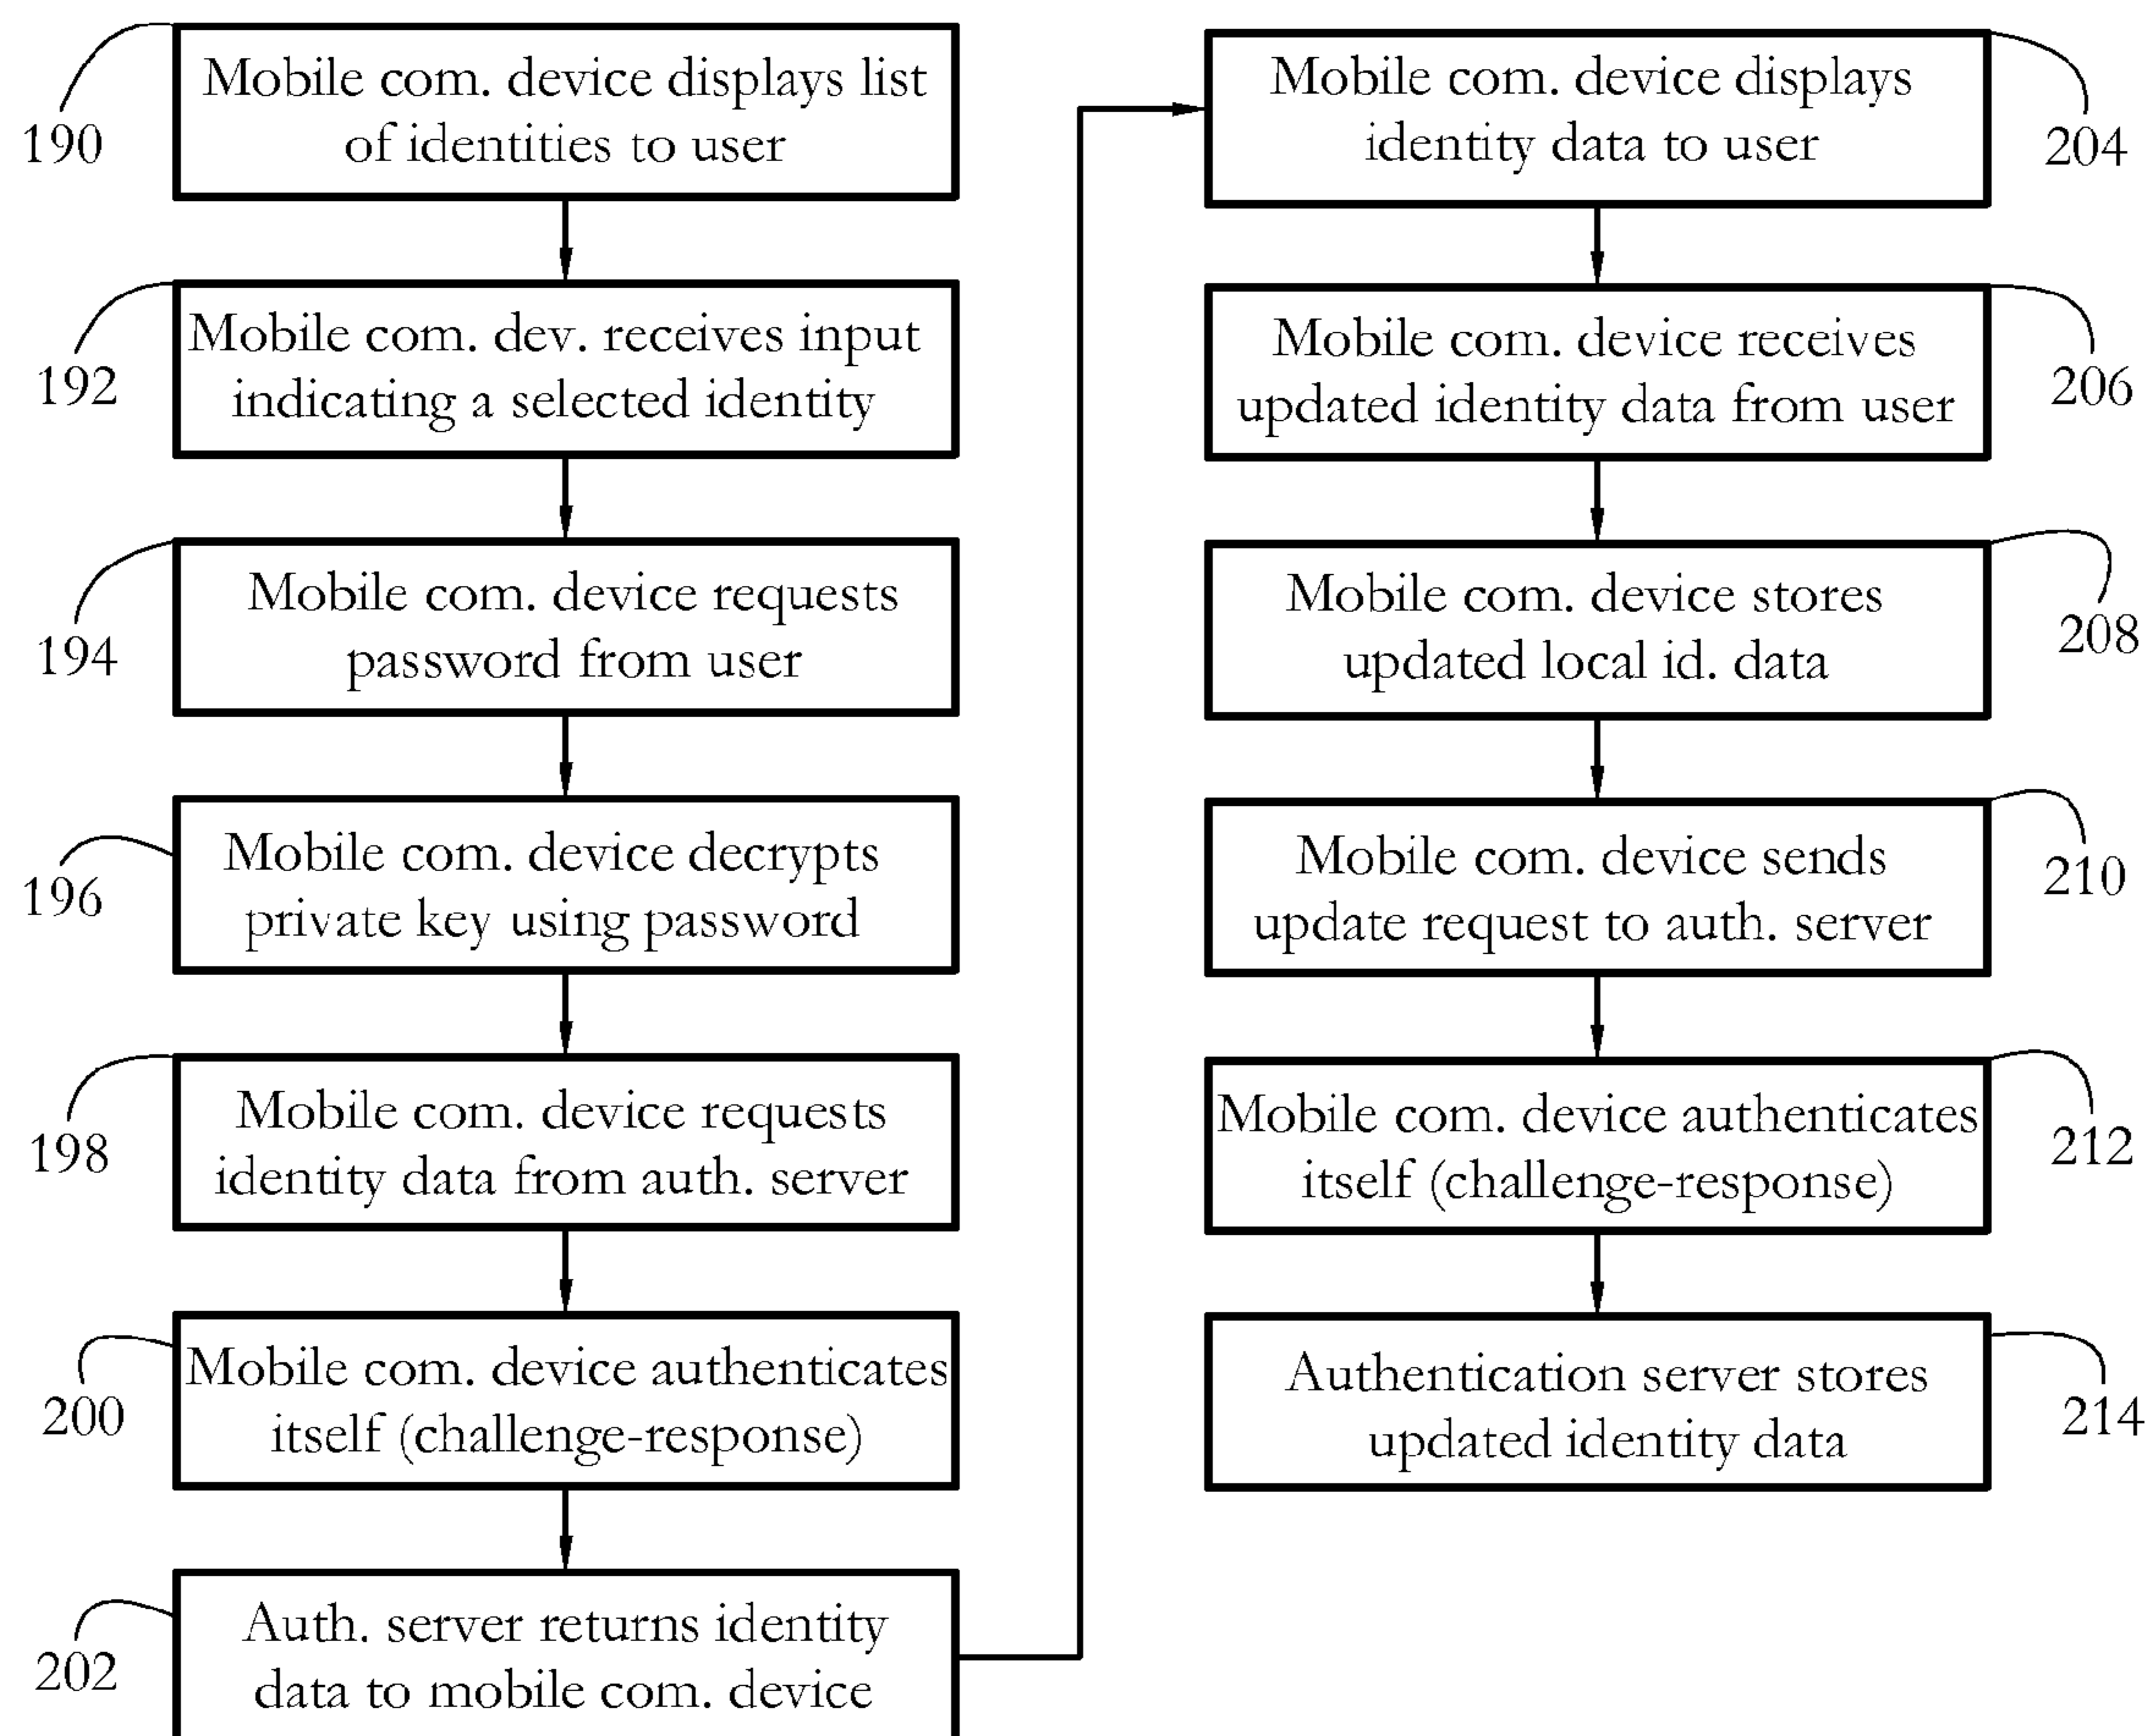 Mobile com. device displays list
of identities to user
190
Mobile com. dev. receives input
indicating a selected identity
192
Mobile com. device requests
password from user
194
Mobile com. device decrypts
private key using password
196
Mobile com. device requests
identity data from auth. server
198
Mobile com. device authenticates
itself (challenge-response)
200
Auth. server returns identity
data to mobile com. device
202
Mobile com. device displays
identity data to user
204
Mobile com. device receives
updated identity data from user
206
Mobile com. device stores
updated local id. data
208
Mobile com. device sends
update request to auth. server
210
Mobile com. device authenticates
itself (challenge-response)
212
Authentication server stores
updated identity data
214